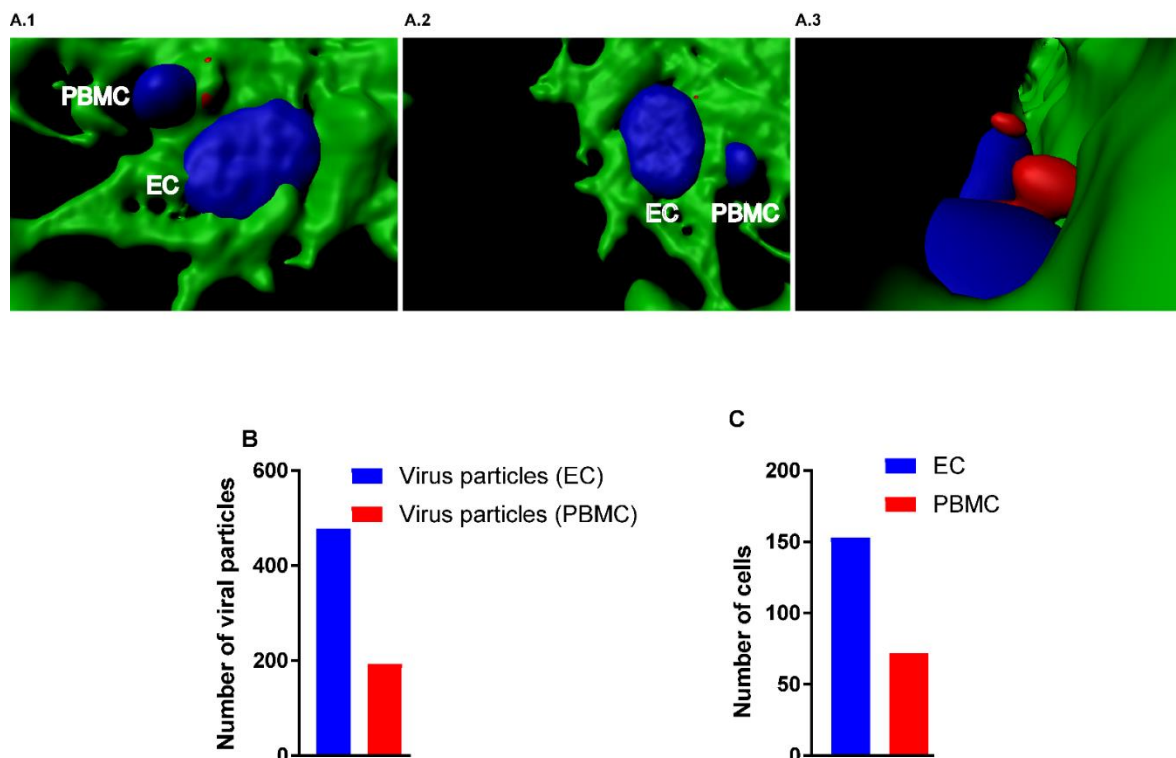 A.1
A.2
A.3
PBMC
EC
EC
PBMC
B
Number of viral particles
600
400
200
0
Virus particles (EC)
Virus particles (PBMC)
C
Number of cells
200
150
100
50
0
EC
PBMC